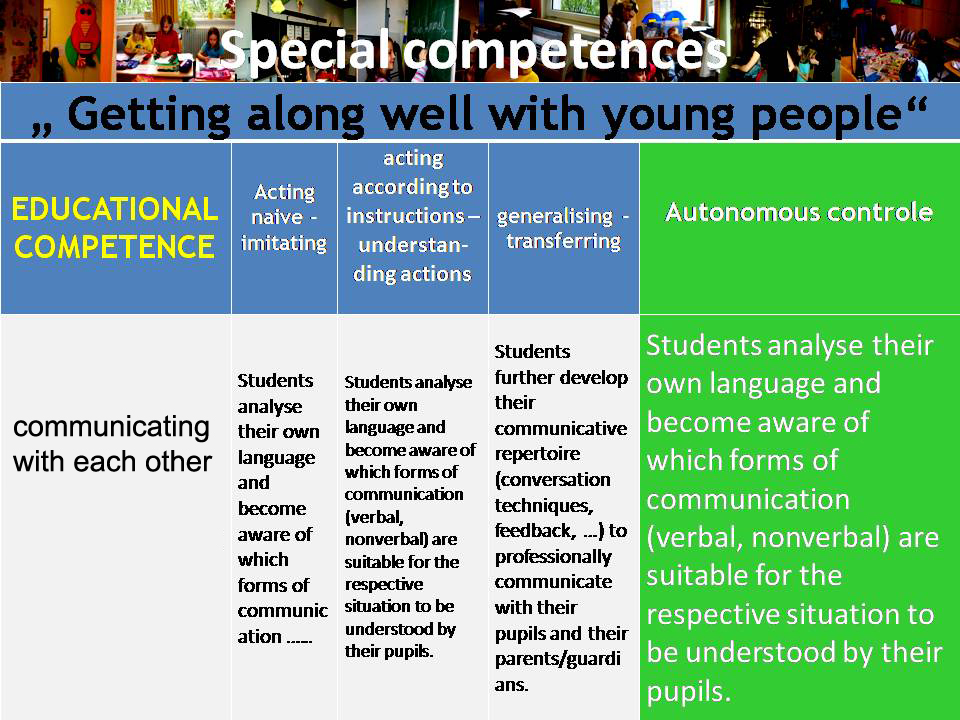 Special competences
„ Getting along well with young people“
EDUCATIONAL
COMPETENCE
Acting
naive -
imitating
acting
according to
instructions –
understan-
ding actions
generalising -
transferring
Autonomous controle
communicating
with each other
Students
analyse
their own
language
and
become
aware of
which
forms of
communic
ation .....
Students analyse
their own
language and
become aware of
which forms of
communication
(verbal,
nonverbal) are
suitable for the
respective
situation to be
understood by
their pupils.
Students
further develop
their
communicative
repertoire
(conversation
techniques,
feedback, ...) to
professionally
communicate
with their
pupils and their
parents/guardi
ans.
Students analyse their
own language and
become aware of
which forms of
communication
(verbal, nonverbal) are
suitable for the
respective situation to
be understood by their
pupils.